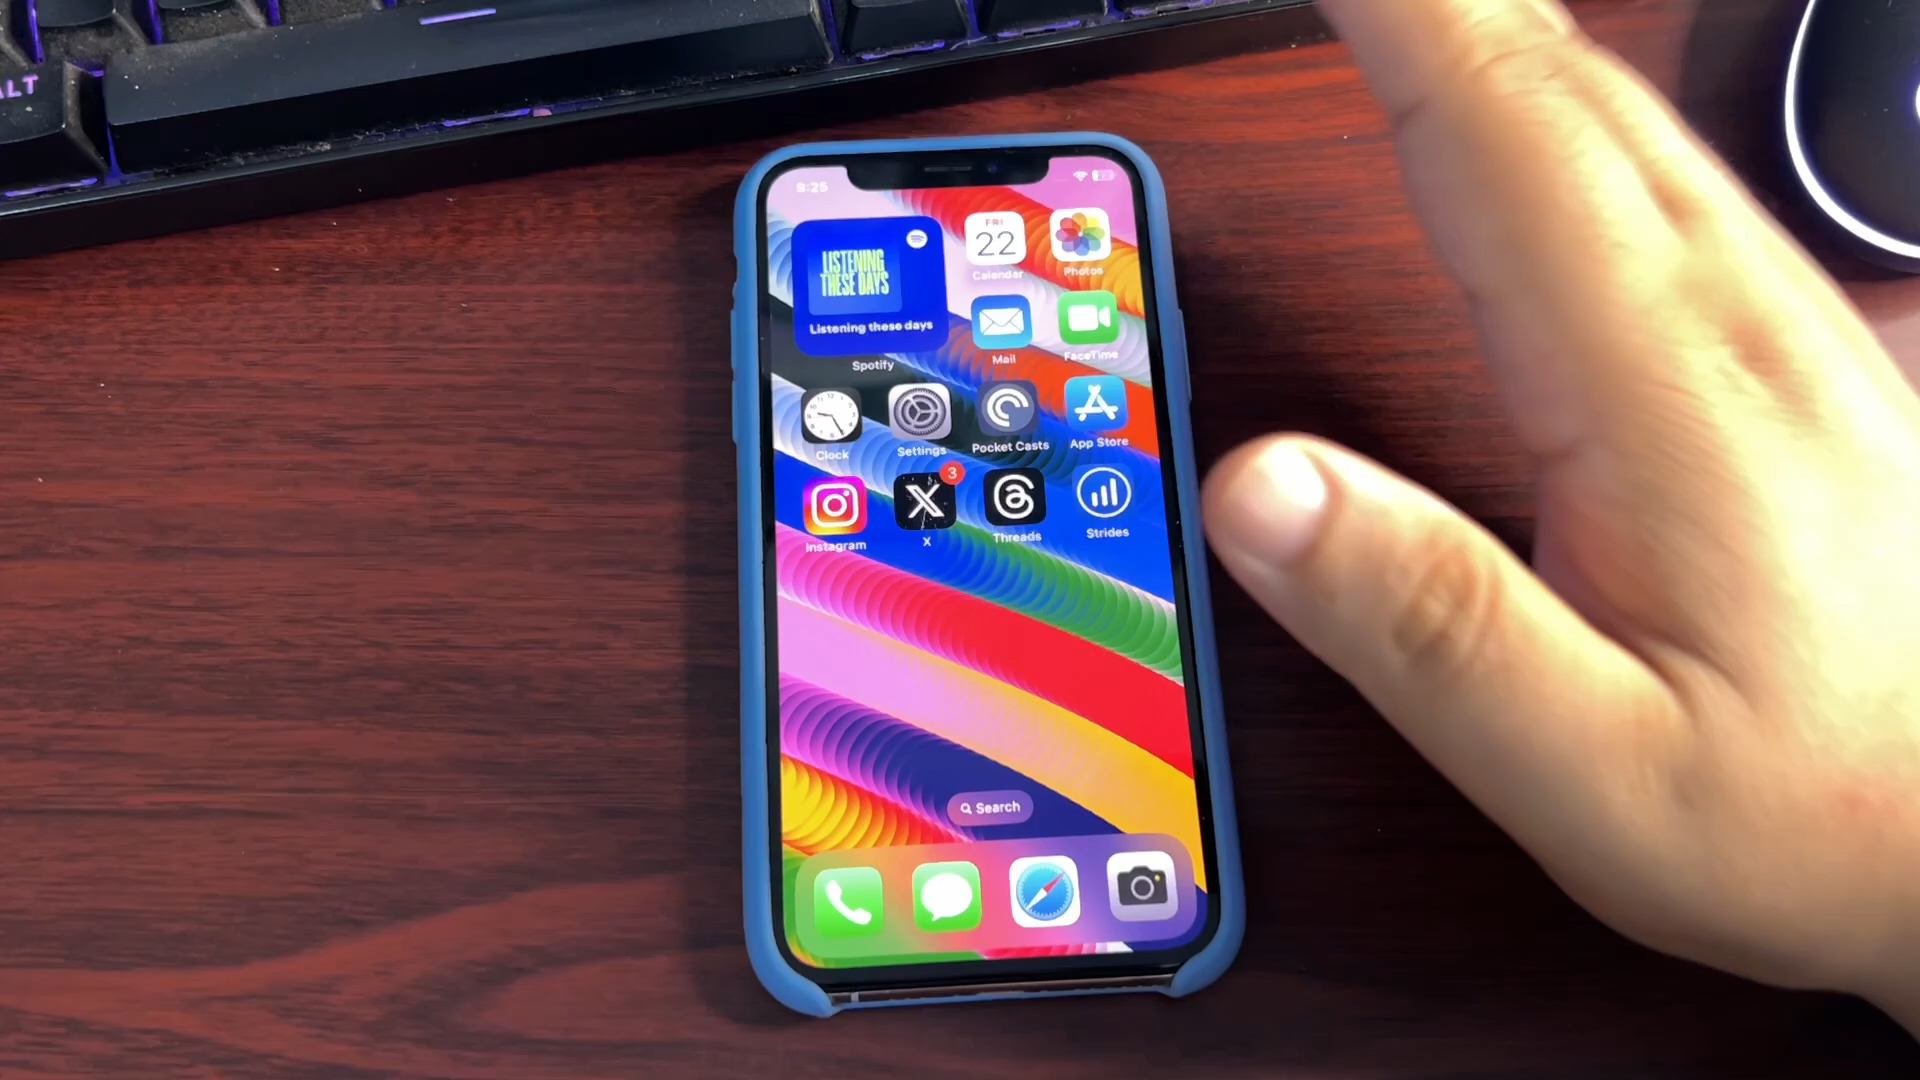 ALT
9:25
LISTENING
THESE DAYS
Listening these days
Spotify
FRI
22
Calendar
Photos
Mail
FaceTime
Clock
Settings
Pocket Casts
App Store
Instagram
3
X
Threads
Strides
Search